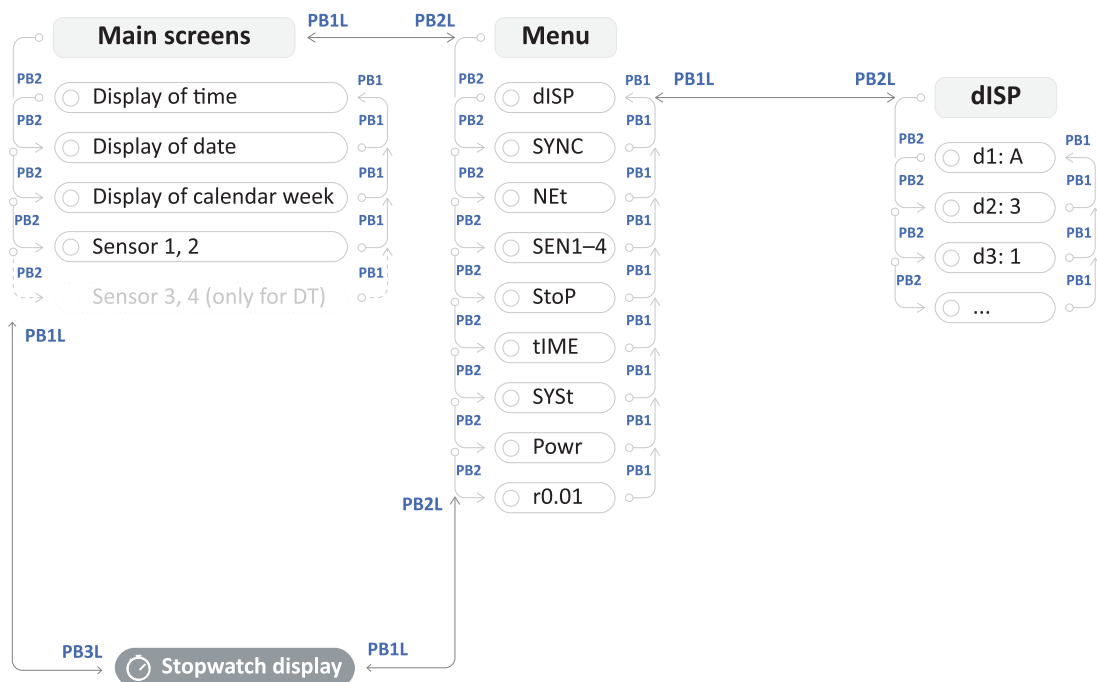 PB1L
PB2L
Main screens
Menu
PB2
PB1
Display of time
PB2
PB1
Display of date
PB2
PB1
Display of calendar week
PB2
PB1
Sensor 1, 2
PB2
PB1
Sensor 3, 4 (only for DT)
PB1L
PB2
PB1
dISP
PB2
PB1
SYNC
PB2
PB1
NEt
PB2
PB1
SEN1–4
PB2
PB1
StoP
PB2
PB1
tIME
PB2
PB1
SYSt
PB2
PB1
Powr
PB2
PB1
r0.01
PB2L
PB1L
PB2L
dISP
PB2
PB1
d1: A
PB2
PB1
d2: 3
PB2
PB1
d3: 1
PB2
PB1
...
PB3L
PB1L
Stopwatch display